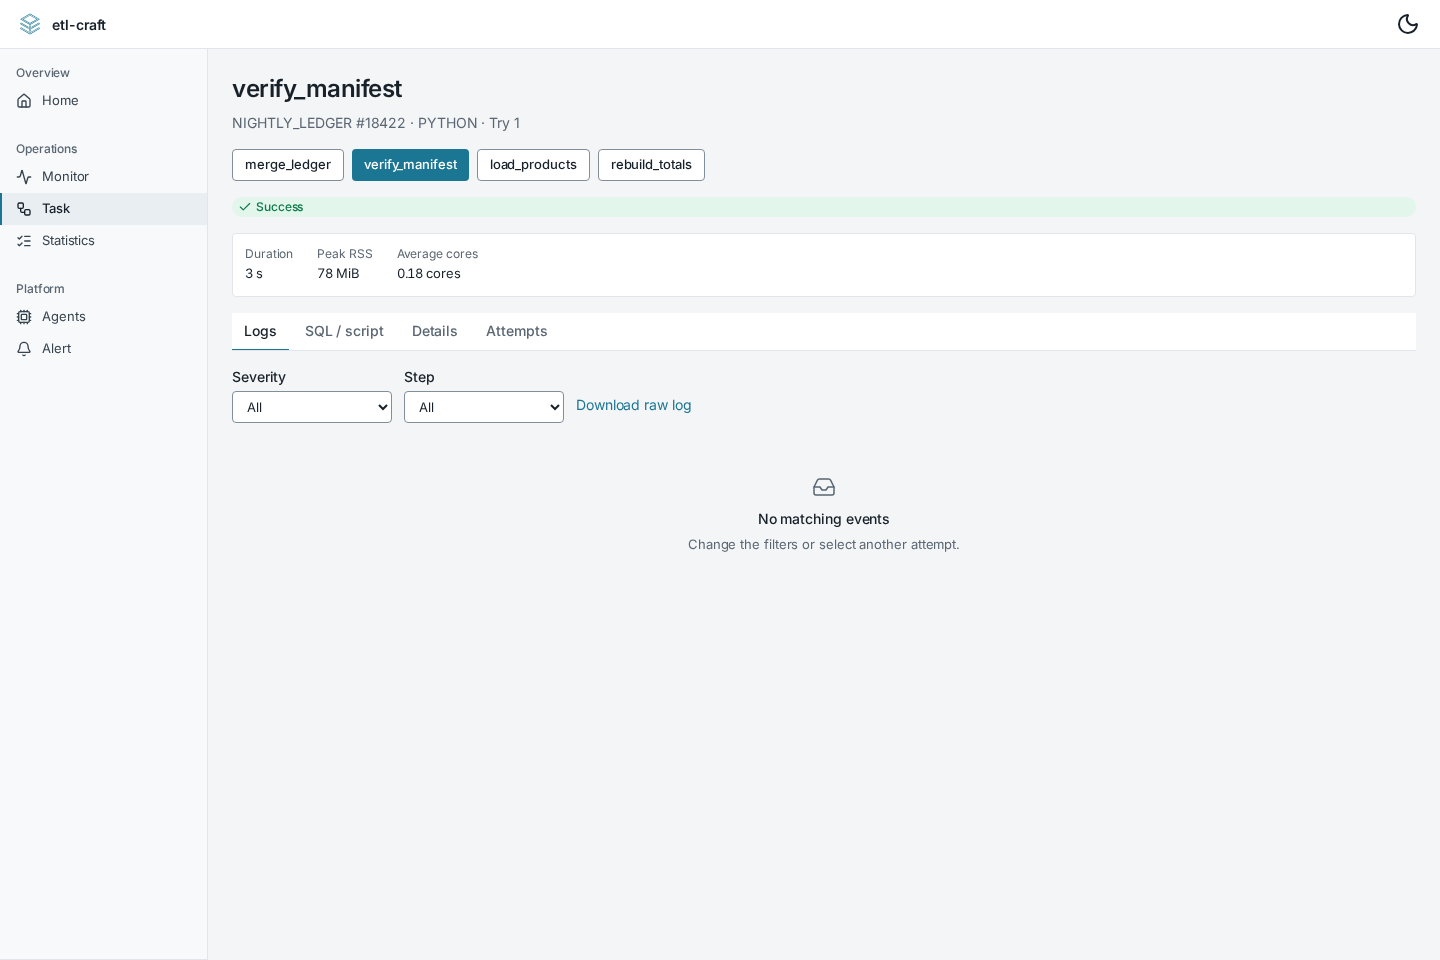 etl-craft
Overview
Home
Operations
Monitor
Task
Statistics
Platform
Agents
Alert
verify_manifest
NIGHTLY_LEDGER #18422 · PYTHON · Try 1
merge_ledger verify_manifest load_products rebuild_totals
Success
Duration Peak RSS Average cores
3 s 78 MiB 0.18 cores
Logs SQL / script Details Attempts
Severity Step
All All Download raw log
No matching events
Change the filters or select another attempt.